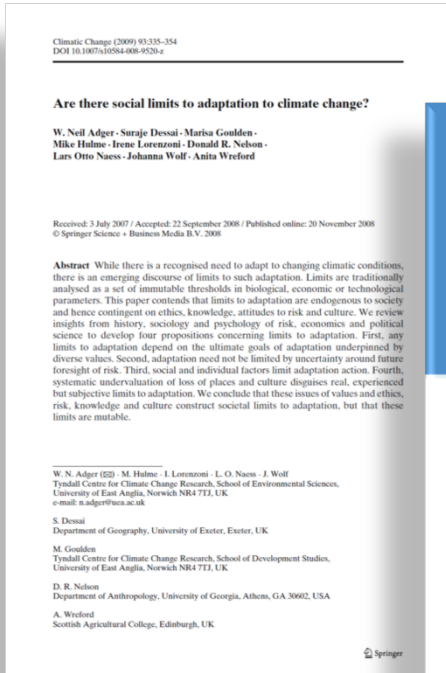 Climatic Change (2009) 93:335–354
DOI 10.1007/s10584-008-9520-z
Are there social limits to adaptation to climate change?
W. Neil Adger · Suraje Dessai · Marisa Goulden ·
Mike Hulme · Irene Lorenzoni · Donald R. Nelson ·
Lars Otto Naess · Johanna Wolf · Anita Wreford
Received: 3 July 2007 / Accepted: 22 September 2008 / Published online: 20 November 2008
© Springer Science + Business Media B.V. 2008
Abstract While there is a recognised need to adapt to changing climatic conditions,
there is an emerging discourse of limits to such adaptation. Limits are traditionally
analysed as a set of immutable thresholds in biological, economic or technological
parameters. This paper contends that limits to adaptation are endogenous to society
and hence contingent on ethics, knowledge, attitudes to risk and culture. We review
insights from history, sociology and psychology of risk, economics and political
science to develop four propositions concerning limits to adaptation. First, any
limits to adaptation depend on the ultimate goals of adaptation underpinned by
diverse values. Second, adaptation need not be limited by uncertainty around future
foresight of risk. Third, social and individual factors limit adaptation action. Fourth,
systematic undervaluation of loss of places and culture disguises real, experienced
but subjective limits to adaptation. We conclude that these issues of values and ethics,
risk, knowledge and culture construct societal limits to adaptation, but that these
limits are mutable.
W. N. Adger (✉) · M. Hulme · I. Lorenzoni · L. O. Naess · J. Wolf
Tyndall Centre for Climate Change Research, School of Environmental Sciences,
University of East Anglia, Norwich NR4 7TJ, UK
e-mail: n.adger@uea.ac.uk
S. Dessai
Department of Geography, University of Exeter, Exeter, UK
M. Goulden
Tyndall Centre for Climate Change Research, School of Development Studies,
University of East Anglia, Norwich NR4 7TJ, UK
D. R. Nelson
Department of Anthropology, University of Georgia, Athens, GA 30602, USA
A. Wreford
Scottish Agricultural College, Edinburgh, UK
Springer